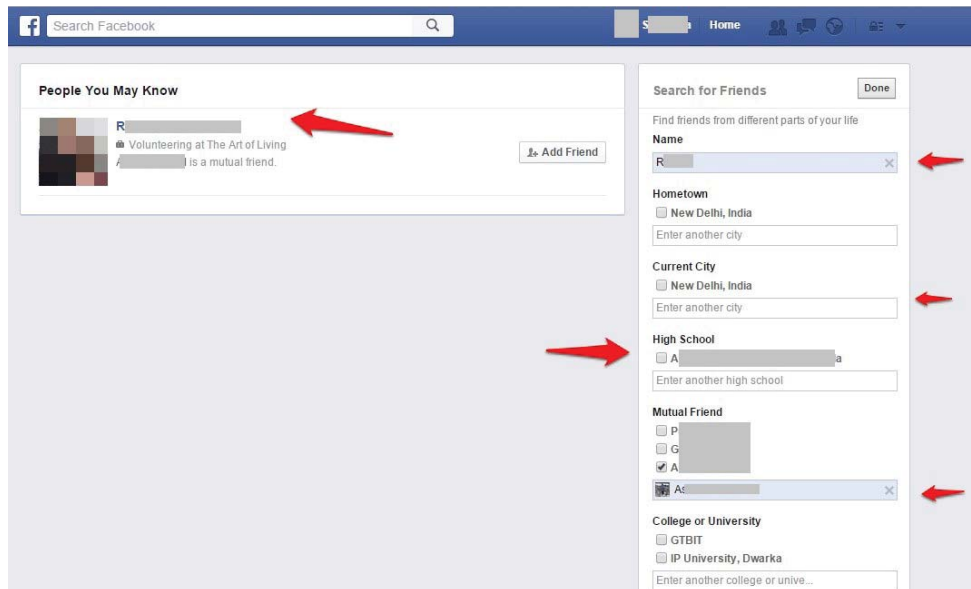 f
Search Facebook
S
Home
People You May Know
R
Volunteering at The Art of Living
is a mutual friend.
Add Friend
Search for Friends
Done
Find friends from different parts of your life
Name
R
Hometown
New Delhi, India
Enter another city
Current City
New Delhi, India
Enter another city
High School
A a
Enter another high school
Mutual Friend
P
G
A
As
College or University
GTBIT
IP University, Dwarka
Enter another college or unive...